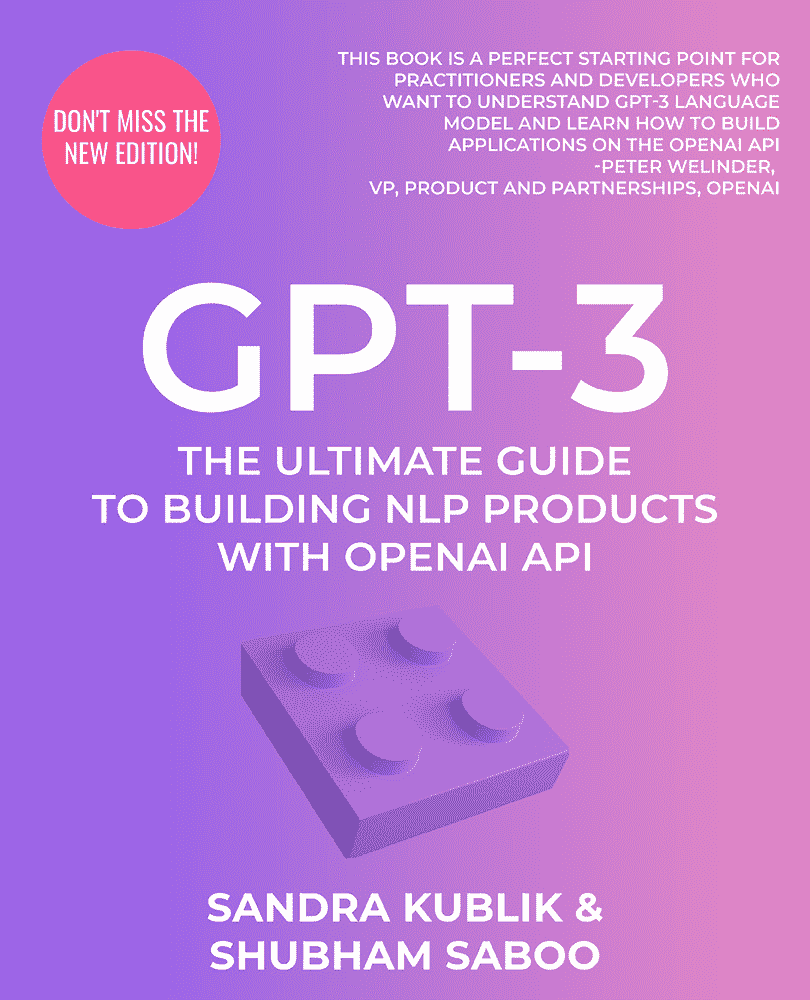 DON'T MISS THE
NEW EDITION!
THIS BOOK IS A PERFECT STARTING POINT FOR
PRACTITIONERS AND DEVELOPERS WHO
WANT TO UNDERSTAND GPT-3 LANGUAGE
MODEL AND LEARN HOW TO BUILD
APPLICATIONS ON THE OPENAI API
-PETER WELINDER,
VP, PRODUCT AND PARTNERSHIPS, OPENAI
GPT-3
THE ULTIMATE GUIDE
TO BUILDING NLP PRODUCTS
WITH OPENAI API
SANDRA KUBLIK &
SHUBHAM SABOO